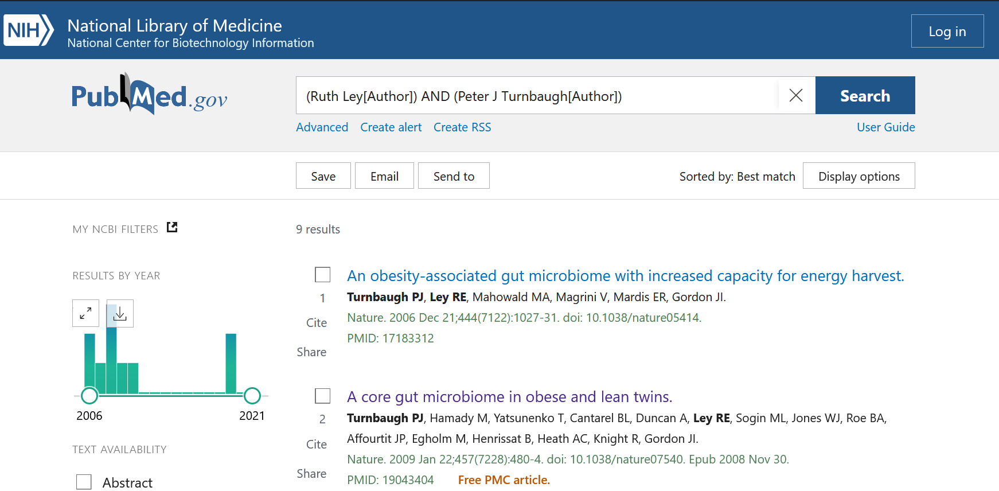 NIH
National Library of Medicine
National Center for Biotechnology Information
Log in
PubMed.gov
(Ruth Ley[Author]) AND (Peter J Turnbaugh[Author])
Search
Advanced Create alert Create RSS
User Guide
Save Email Send to
Sorted by: Best match Display options
MY NCBI FILTERS
9 results
RESULTS BY YEAR
2006 2021
TEXT AVAILABILITY
Abstract
An obesity-associated gut microbiome with increased capacity for energy harvest.
1 Turnbaugh PJ, Ley RE, Mahowald MA, Magrini V, Mardis ER, Gordon JI.
Cite Nature. 2006 Dec 21;444(7122):1027-31. doi: 10.1038/nature05414.
PMID: 17183312
Share
A core gut microbiome in obese and lean twins.
2 Turnbaugh PJ, Hamady M, Yatsunenko T, Cantarel BL, Duncan A, Ley RE, Sogin ML, Jones WJ, Roe BA,
Cite Affourtit JP, Egholm M, Henrissat B, Heath AC, Knight R, Gordon JI.
Nature. 2009 Jan 22;457(7228):480-4. doi: 10.1038/nature07540. Epub 2008 Nov 30.
Share PMID: 19043404 Free PMC article.